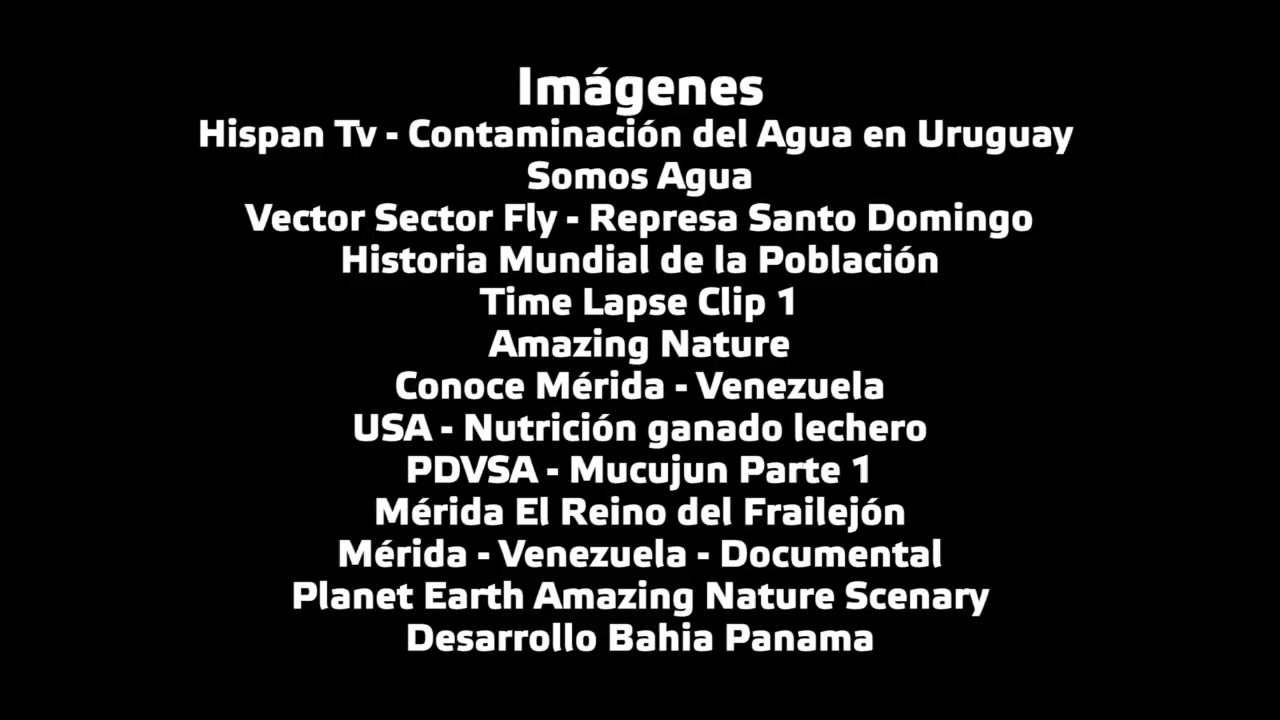 Imágenes
Hispan Tv - Contaminación del Agua en Uruguay
Somos Agua
Vector Sector Fly - Represa Santo Domingo
Historia Mundial de la Población
Time Lapse Clip 1
Amazing Nature
Conoce Mérida - Venezuela
USA - Nutrición ganado lechero
PDVSA - Mucujun Parte 1
Mérida El Reino del Frailejón
Mérida - Venezuela - Documental
Planet Earth Amazing Nature Scenary
Desarrollo Bahia Panama